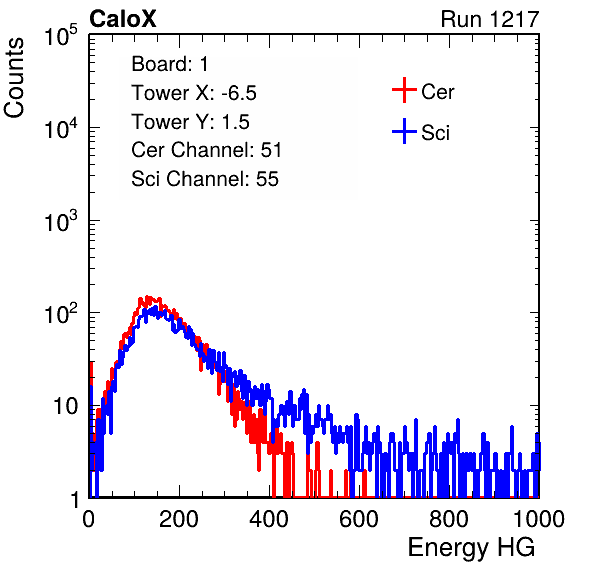 CaloX Run 1217
Counts
10^5
10^4
10^3
10^2
10
1
Board: 1
Tower X: -6.5
Tower Y: 1.5
Cer Channel: 51
Sci Channel: 55
Cer
Sci
0 200 400 600 800 1000
Energy HG